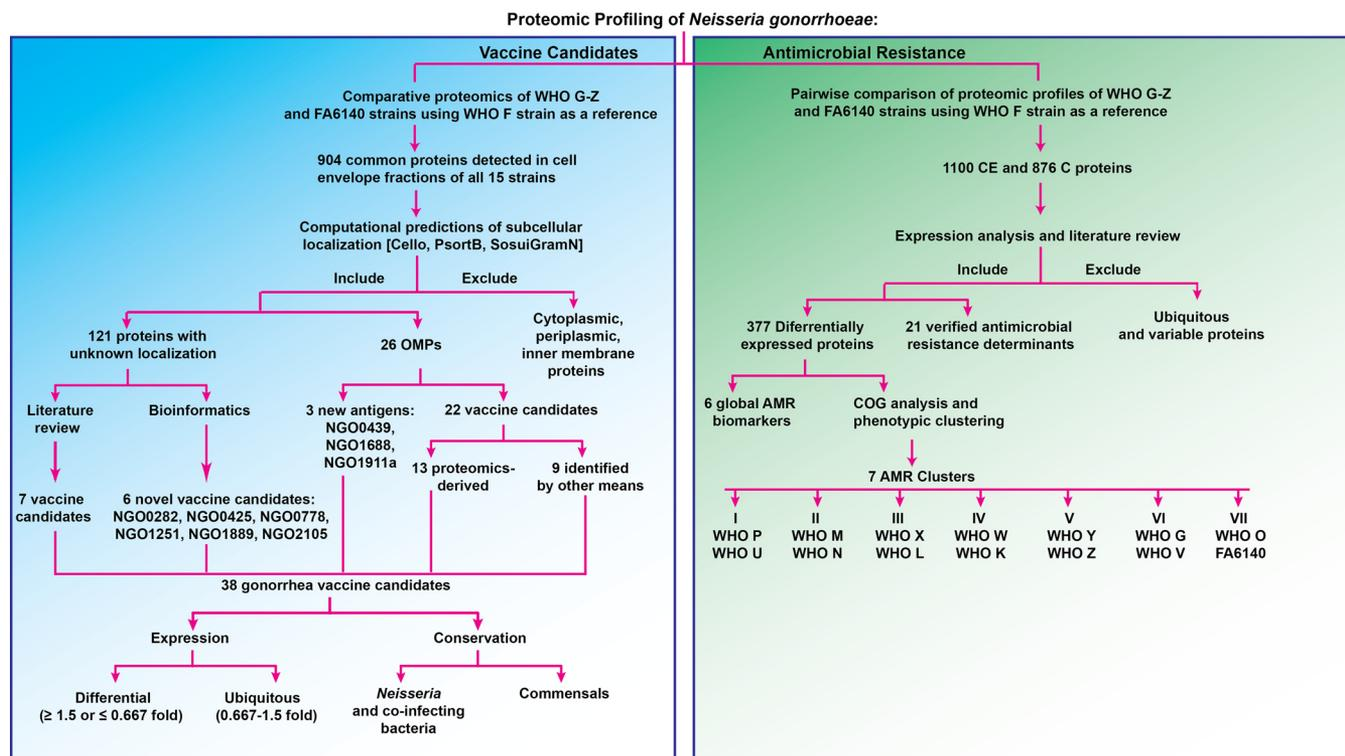 Proteomic Profiling of Neisseria gonorrhoeae:
Vaccine Candidates
Comparative proteomics of WHO G-Z
and FA6140 strains using WHO F strain as a reference
904 common proteins detected in cell
envelope fractions of all 15 strains
Computational predictions of subcellular
localization [Cello, PsortB, SosuiGramN]
Include
Exclude
121 proteins with
unknown localization
26 OMPs
Cytoplasmic,
periplasmic,
inner membrane
proteins
Literature
review
Bioinformatics
3 new antigens:
NGO0439,
NGO1688,
NGO1911a
22 vaccine candidates
13 proteomics-
derived
9 identified
by other means
7 vaccine
candidates
6 novel vaccine candidates:
NGO0282, NGO0425, NGO0778,
NGO1251, NGO1889, NGO2105
38 gonorrhea vaccine candidates
Expression
Conservation
Differential
(≥ 1.5 or ≤ 0.667 fold)
Ubiquitous
(0.667-1.5 fold)
Neisseria
and co-infecting
bacteria
Commensals
Antimicrobial Resistance
Pairwise comparison of proteomic profiles of WHO G-Z
and FA6140 strains using WHO F strain as a reference
1100 CE and 876 C proteins
Expression analysis and literature review
Include
Exclude
377 Diferrentially
expressed proteins
21 verified antimicrobial
resistance determinants
Ubiquitous
and variable proteins
6 global AMR
biomarkers
COG analysis and
phenotypic clustering
7 AMR Clusters
I
WHO P
WHO U
II
WHO M
WHO N
III
WHO X
WHO L
IV
WHO W
WHO K
V
WHO Y
WHO Z
VI
WHO G
WHO V
VII
WHO O
FA6140